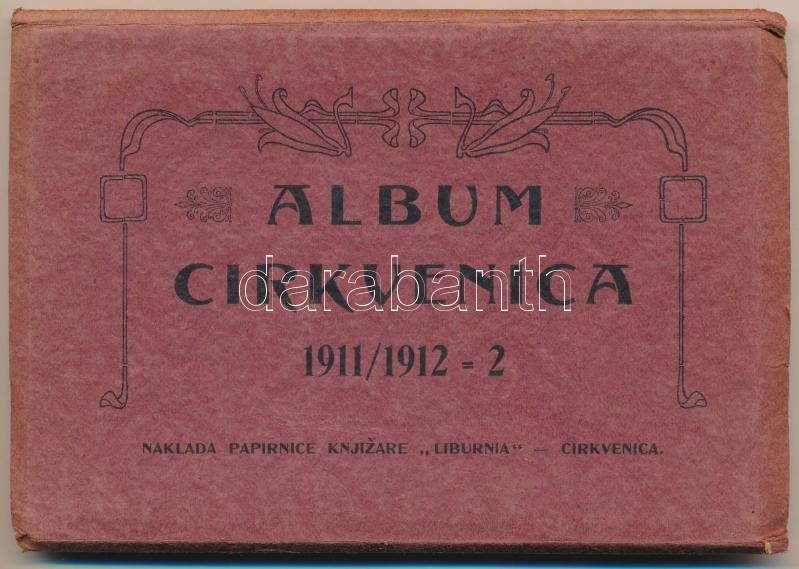 ALBUM
CIRKVENICA
darabanth
1911/1912 = 2
NAKLADA PAPIRNICE KNJIŽARE „LIBURNIA“ — CIRKVENICA.